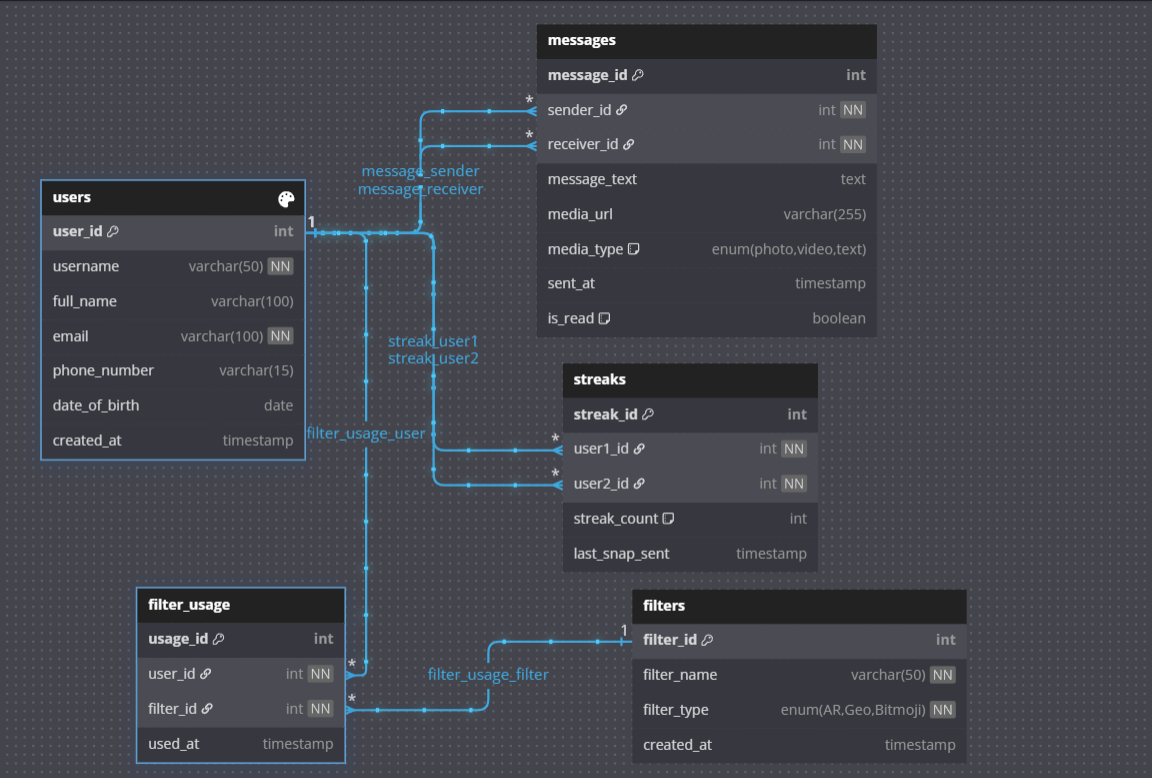 messages
message_id int
* sender_id int NN
* receiver_id int NN
message_text text
media_url varchar(255)
media_type enum(photo,video,text)
sent_at timestamp
is_read boolean
message_sender
message_receiver
users
1
user_id int
username varchar(50) NN
full_name varchar(100)
email varchar(100) NN
phone_number varchar(15)
date_of_birth date
created_at timestamp
streak_user1
streak_user2
filter_usage_user
streaks
streak_id int
* user1_id int NN
* user2_id int NN
streak_count int
last_snap_sent timestamp
filter_usage
usage_id int
user_id int NN *
filter_id int NN *
used_at timestamp
filter_usage_filter
filters
1
filter_id int
filter_name varchar(50) NN
filter_type enum(AR,Geo,Bitmoji) NN
created_at timestamp